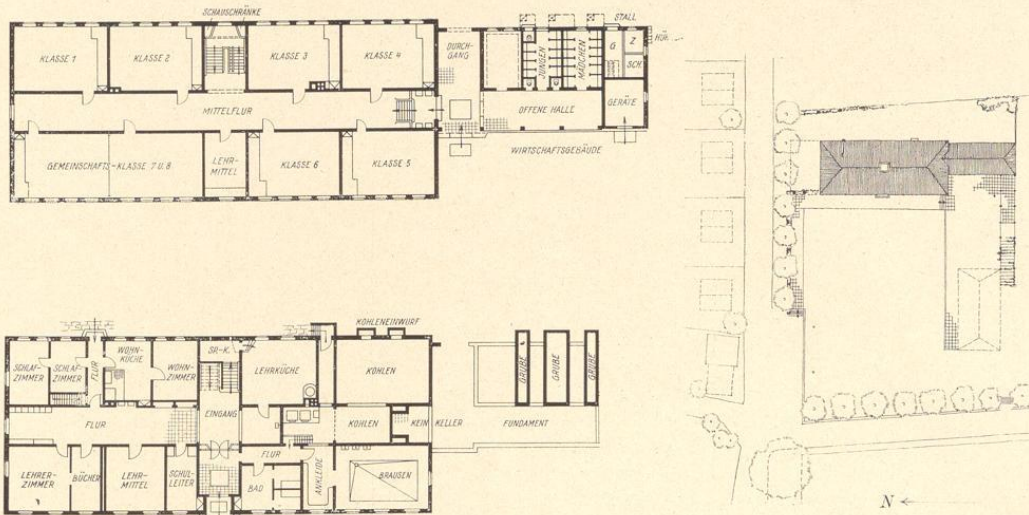 SCHAUSCHRÄNKE
KLASSE 1
KLASSE 2
KLASSE 3
KLASSE 4
DURCH-
GANG
JUNGEN
MÄDCHEN
STALL
G
Z
SCH.
GERÄTE
MITTELFLUR
OFFENE HALLE
WIRTSCHAFTSGEBÄUDE
GEMEINSCHAFTS-KLASSE 7 U. 8
LEHR-
MITTEL
KLASSE 6
KLASSE 5
KOHLENEINWURF
SCHLAF-
ZIMMER
SCHLAF-
ZIMMER
FLUR
WOHN-
KÜCHE
WOHN-
ZIMMER
SP.-K.
LEHRKÜCHE
KOHLEN
GRUBE
GRUBE
GRUBE
FLUR
EINGANG
KOHLEN
KEIN KELLER
FUNDAMENT
FLUR
LEHRER-
ZIMMER
BÜCHER
LEHR-
MITTEL
SCHUL-
LEITER
BAD
ANKLEIDE
BRAUSEN
N